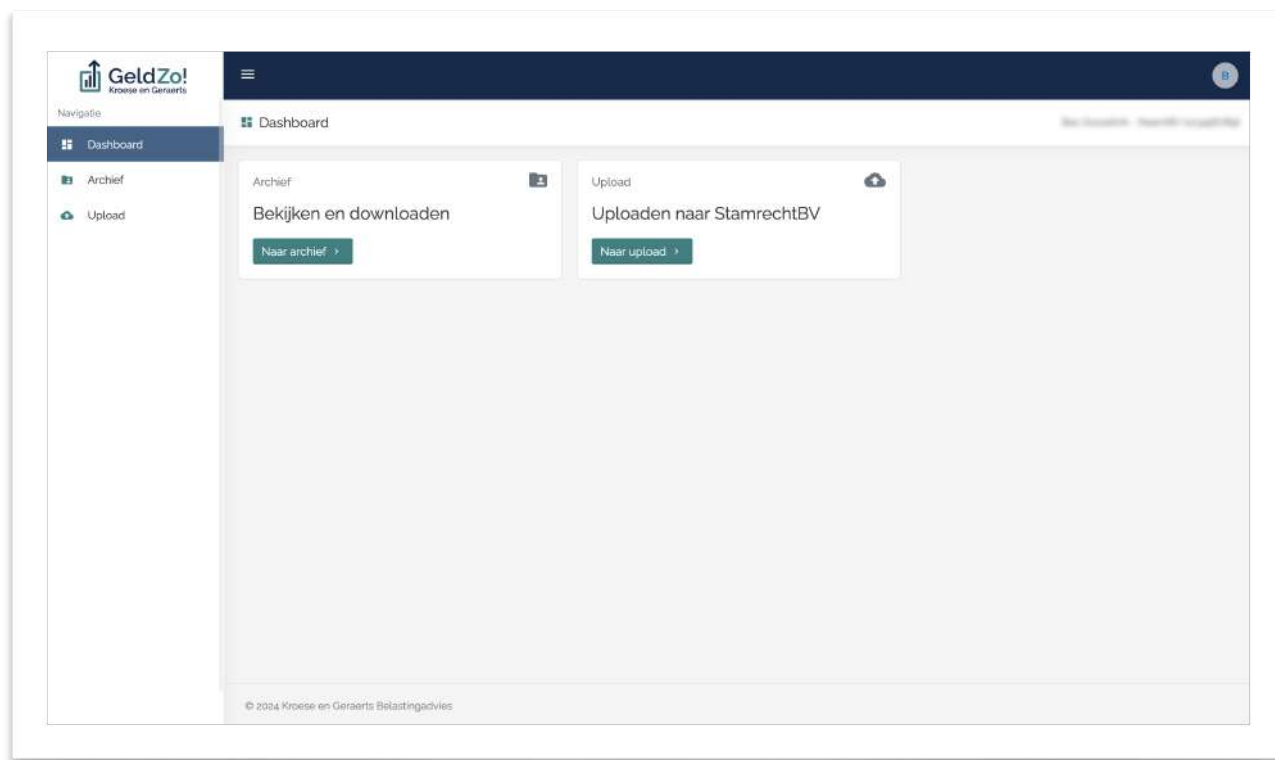 GeldZo!
Kroese en Geraerts
Navigatie
Dashboard
Archief
Upload
B
Dashboard
Archief
Bekijken en downloaden
Naar archief
Upload
Uploaden naar StamrechtBV
Naar upload
© 2024 Kroese en Geraerts Belastingadvies